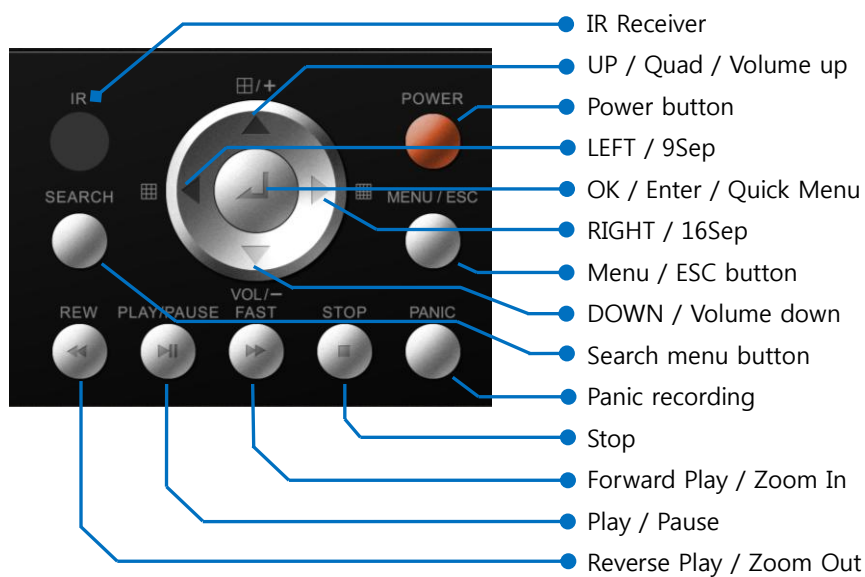 IR Receiver
UP / Quad / Volume up
Power button
LEFT / 9Sep
OK / Enter / Quick Menu
RIGHT / 16Sep
Menu / ESC button
DOWN / Volume down
Search menu button
Panic recording
Stop
Forward Play / Zoom In
Play / Pause
Reverse Play / Zoom Out
IR
/+
POWER
SEARCH
MENU / ESC
VOL/−
REW
PLAY/PAUSE
FAST
STOP
PANIC